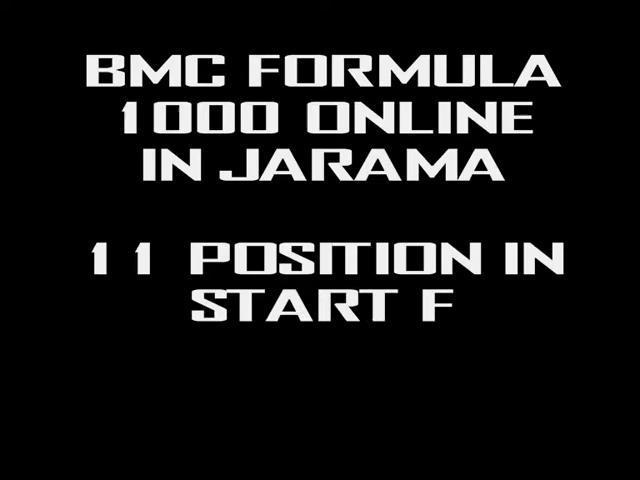 BMC FORMULA
1000 ONLINE
IN JARAMA
11 POSITION IN
START F